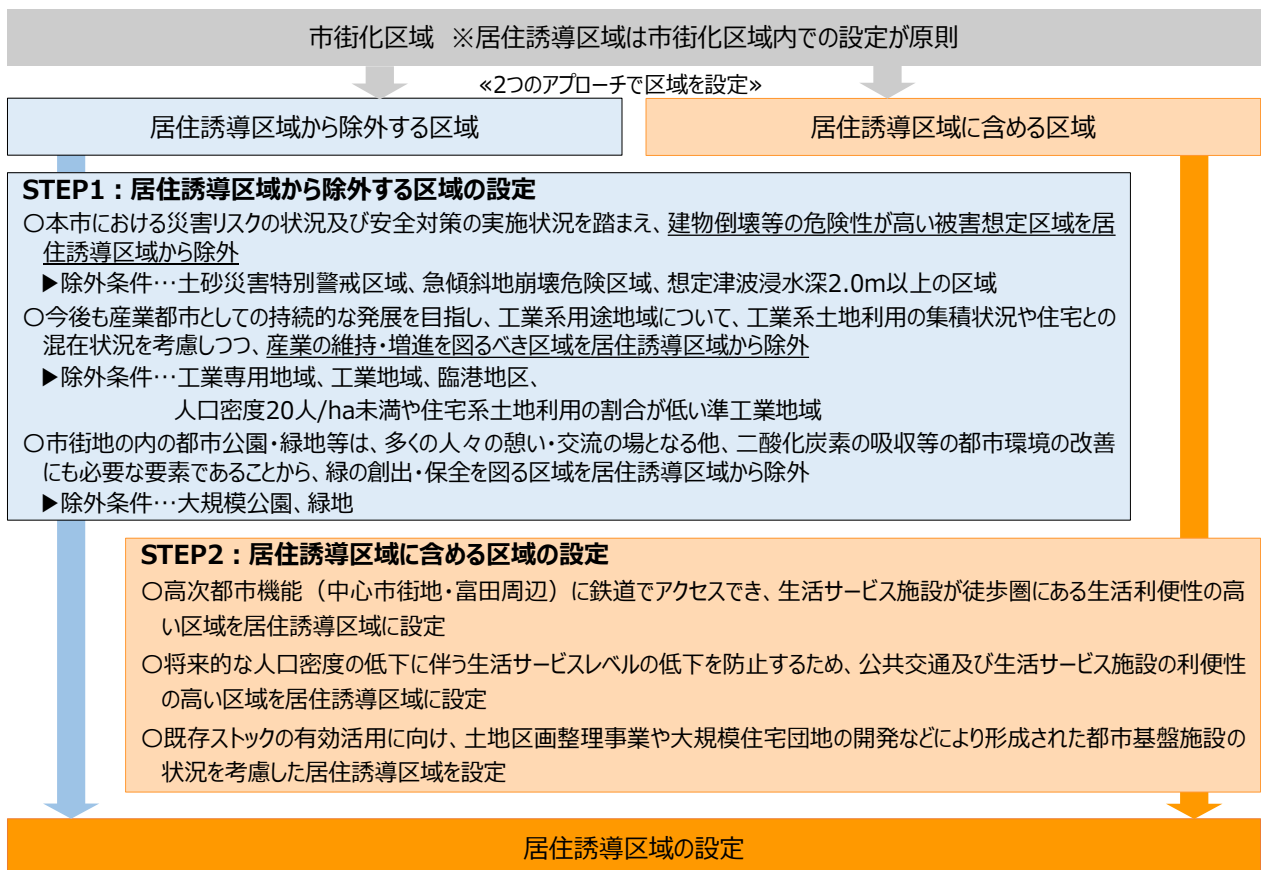 市街化区域 ※居住誘導区域は市街化区域内での設定が原則
≪2つのアプローチで区域を設定≫
居住誘導区域から除外する区域
居住誘導区域に含める区域
STEP1：居住誘導区域から除外する区域の設定
○本市における災害リスクの状況及び安全対策の実施状況を踏まえ、建物倒壊等の危険性が高い被害想定区域を居
住誘導区域から除外
▶除外条件…土砂災害特別警戒区域、急傾斜地崩壊危険区域、想定津波浸水深2.0m以上の区域
○今後も産業都市としての持続的な発展を目指し、工業系用途地域について、工業系土地利用の集積状況や住宅との
混在状況を考慮しつつ、産業の維持・増進を図るべき区域を居住誘導区域から除外
▶除外条件…工業専用地域、工業地域、臨港地区、
人口密度20人/ha未満や住宅系土地利用の割合が低い準工業地域
○市街地の内の都市公園・緑地等は、多くの人々の憩い・交流の場となる他、二酸化炭素の吸収等の都市環境の改善
にも必要な要素であることから、緑の創出・保全を図る区域を居住誘導区域から除外
▶除外条件…大規模公園、緑地
STEP2：居住誘導区域に含める区域の設定
○高次都市機能（中心市街地・富田周辺）に鉄道でアクセスでき、生活サービス施設が徒歩圏にある生活利便性の高
い区域を居住誘導区域に設定
○将来的な人口密度の低下に伴う生活サービスレベルの低下を防止するため、公共交通及び生活サービス施設の利便性
の高い区域を居住誘導区域に設定
○既存ストックの有効活用に向け、土地区画整理事業や大規模住宅団地の開発などにより形成された都市基盤施設の
状況を考慮した居住誘導区域を設定
居住誘導区域の設定